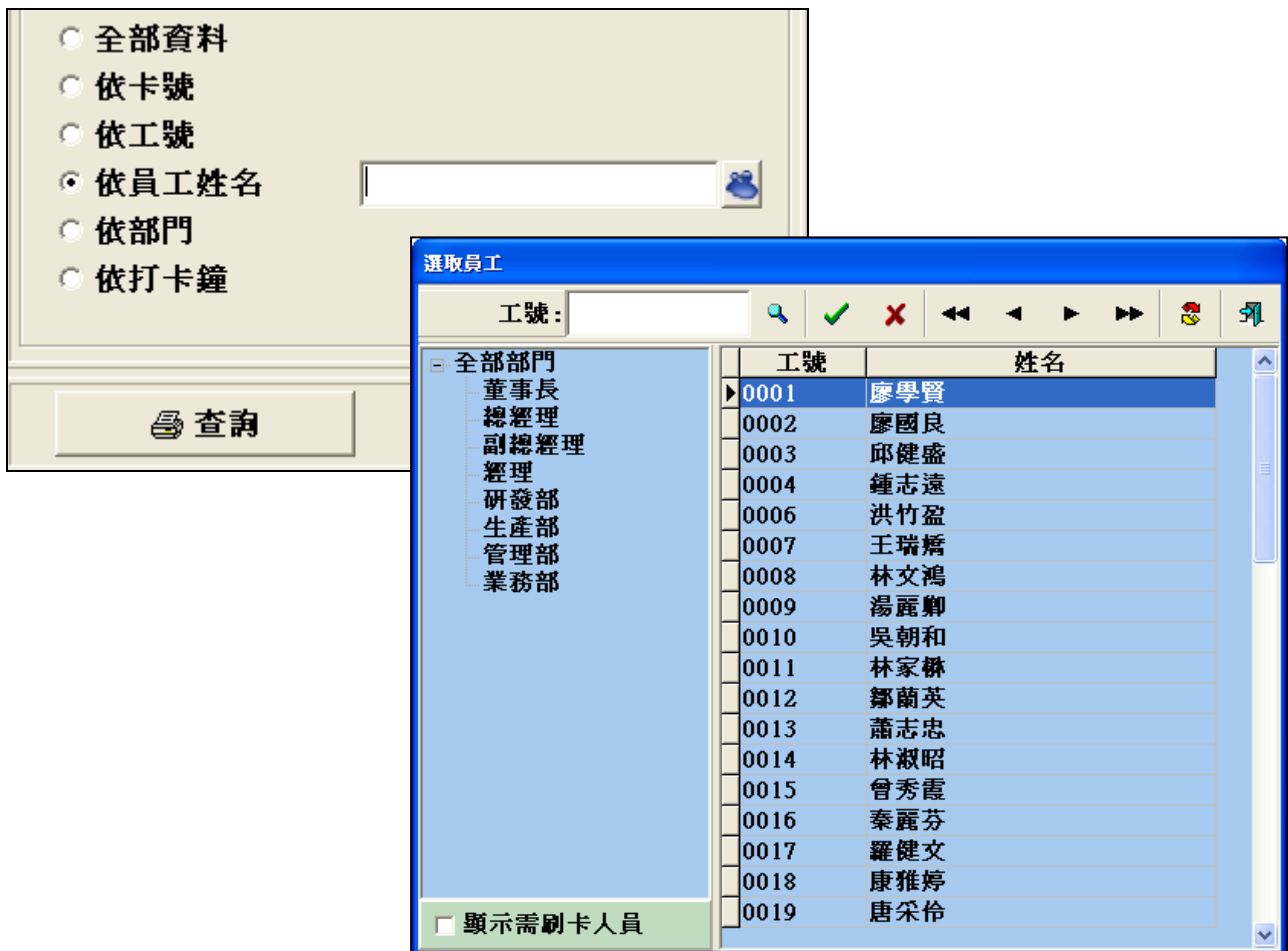 全部資料
依卡號
依工號
依員工姓名
依部門
依打卡鐘
查詢
選取員工
工號:
全部部門
董事長
總經理
副總經理
經理
研發部
生產部
管理部
業務部
顯示需刷卡人員
工號 姓名
0001 廖學賢
0002 廖國良
0003 邱健盛
0004 鍾志遠
0006 洪竹盈
0007 王瑞嬌
0008 林文鴻
0009 湯麗卿
0010 吳朝和
0011 林家
0012 鄒蘭英
0013 蕭志忠
0014 林淑昭
0015 曾秀霞
0016 秦麗芬
0017 羅健文
0018 康雅婷
0019 唐采伶